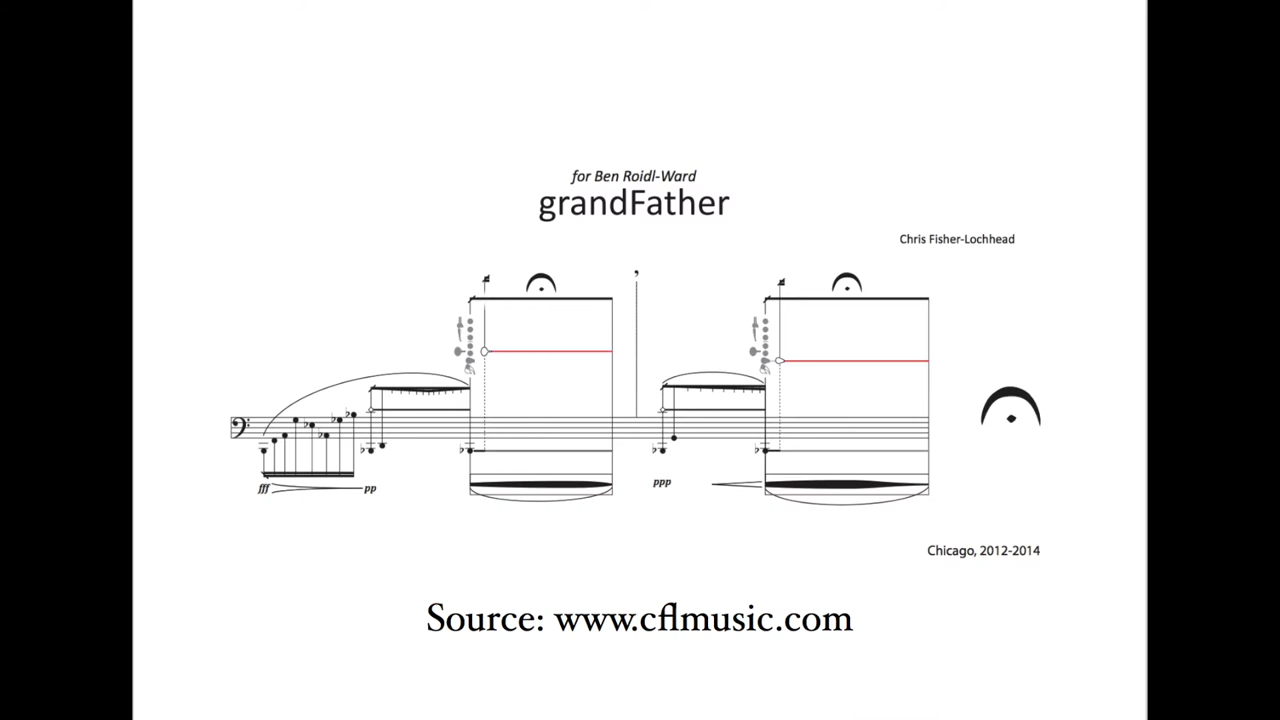 for Ben Roidl-Ward
grandFather
Chris Fisher-Lochhead
fff pp ppp
Chicago, 2012-2014
Source: www.cflmusic.com